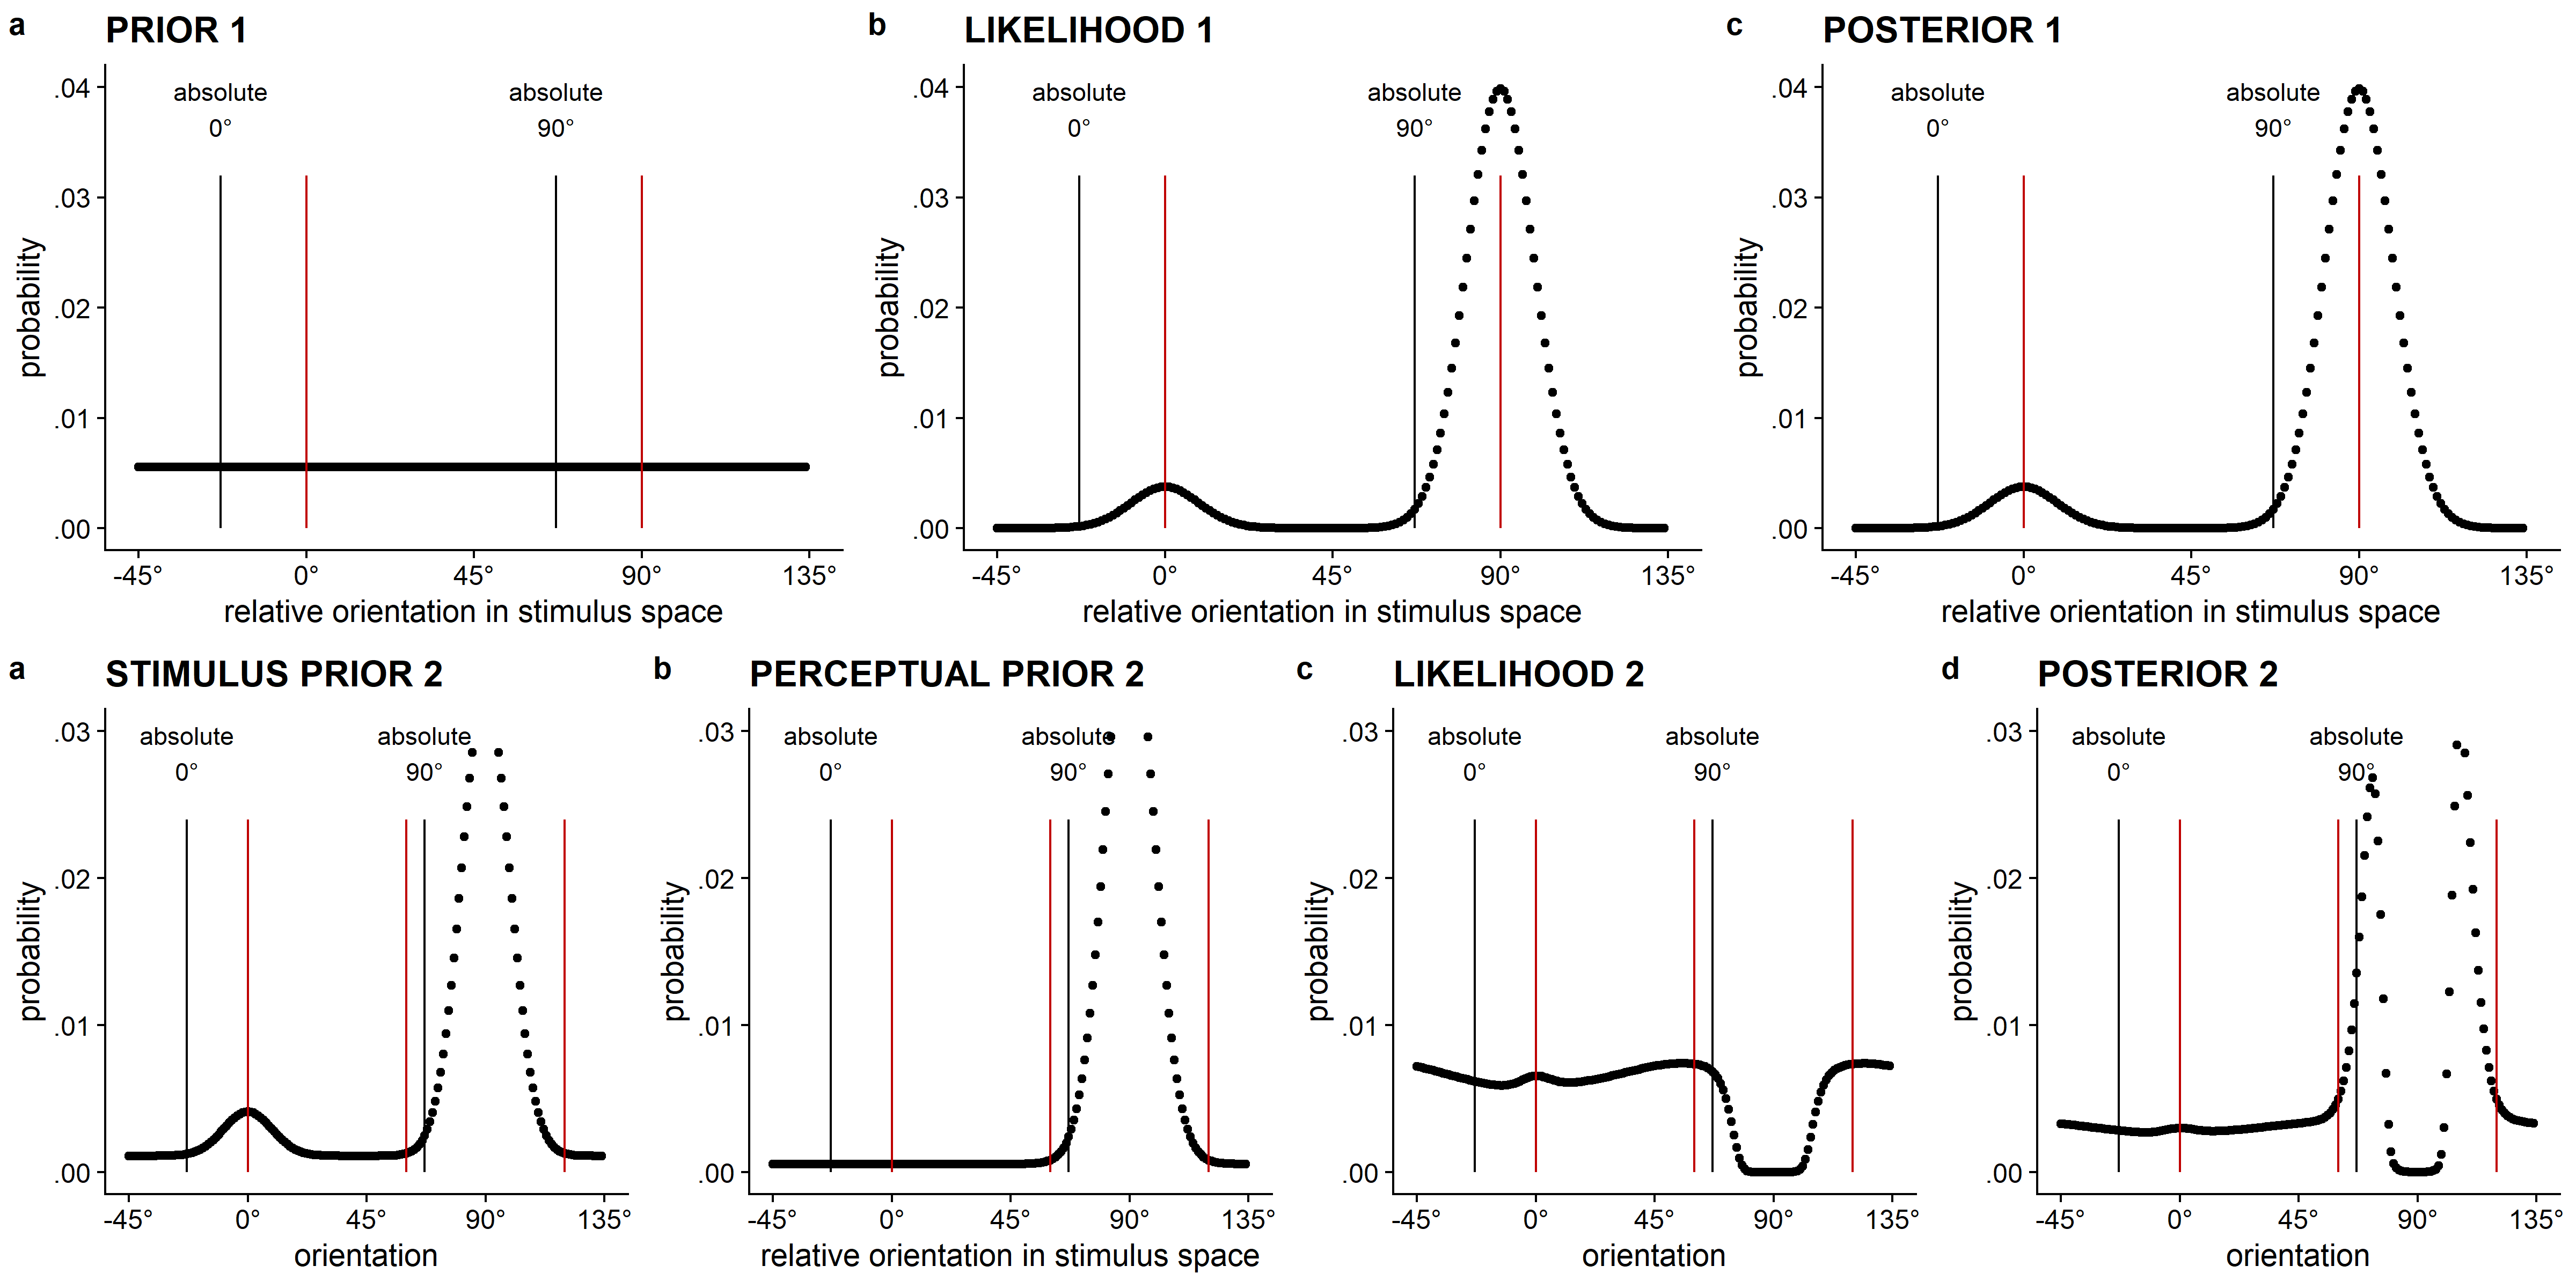 a PRIOR 1
absolute absolute
0° 90°
.04
.03
.02
.01
.00
probability
-45° 0° 45° 90° 135°
relative orientation in stimulus space
b LIKELIHOOD 1
absolute absolute
0° 90°
.04
.03
.02
.01
.00
probability
-45° 0° 45° 90° 135°
relative orientation in stimulus space
c POSTERIOR 1
absolute absolute
0° 90°
.04
.03
.02
.01
.00
probability
-45° 0° 45° 90° 135°
relative orientation in stimulus space
a STIMULUS PRIOR 2
absolute absolute
0° 90°
.03
.02
.01
.00
probability
-45° 0° 45° 90° 135°
orientation
b PERCEPTUAL PRIOR 2
absolute absolute
0° 90°
.03
.02
.01
.00
probability
-45° 0° 45° 90° 135°
relative orientation in stimulus space
c LIKELIHOOD 2
absolute absolute
0° 90°
.03
.02
.01
.00
probability
-45° 0° 45° 90° 135°
orientation
d POSTERIOR 2
absolute absolute
0° 90°
.03
.02
.01
.00
probability
-45° 0° 45° 90° 135°
orientation